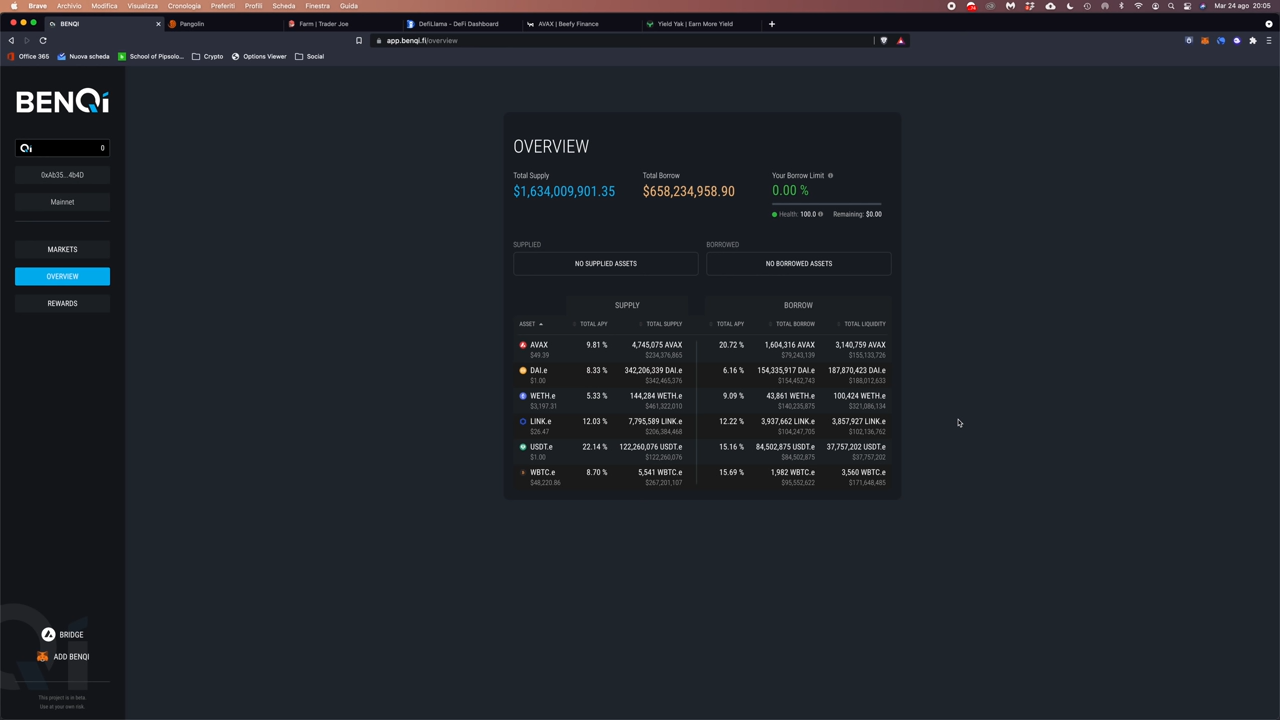 Brave Archivio Modifica Visualizza Cronologia Preferiti Profili Scheda Finestra Guida Mar 24 ago 20:05
BENQI Pangolin Farm | Trader Joe DefiLlama - DeFi Dashboard AVAX | Beefy Finance Yield Yak | Earn More Yield
app.benqi.fi/overview
Office 365 Nuova scheda School of Pipsolo... Crypto Options Viewer Social
BENQi
Qi 0
0xAb35...4b4D
Mainnet
MARKETS
OVERVIEW
REWARDS
BRIDGE
ADD BENQI
This project is in beta.
Use at your own risk.
OVERVIEW
Total Supply Total Borrow Your Borrow Limit
$1,634,009,901.35 $658,234,958.90 0.00 %
Health: 100.0 Remaining: $0.00
SUPPLIED BORROWED
NO SUPPLIED ASSETS NO BORROWED ASSETS
SUPPLY BORROW
ASSET TOTAL APY TOTAL SUPPLY TOTAL APY TOTAL BORROW TOTAL LIQUIDITY
AVAX 9.81 % 4,745,075 AVAX 20.72 % 1,604,316 AVAX 3,140,759 AVAX
$49.39 $234,376,865 $79,243,139 $155,133,726
DAI.e 8.33 % 342,206,339 DAI.e 6.16 % 154,335,917 DAI.e 187,870,423 DAI.e
$1.00 $342,465,376 $154,452,743 $188,012,633
WETH.e 5.33 % 144,284 WETH.e 9.09 % 43,861 WETH.e 100,424 WETH.e
$3,197.31 $461,322,010 $140,235,875 $321,086,134
LINK.e 12.03 % 7,795,589 LINK.e 12.22 % 3,937,662 LINK.e 3,857,927 LINK.e
$26.47 $206,384,468 $104,247,705 $102,136,762
USDT.e 22.14 % 122,260,076 USDT.e 15.16 % 84,502,875 USDT.e 37,757,202 USDT.e
$1.00 $122,260,076 $84,502,875 $37,757,202
WBTC.e 8.70 % 5,541 WBTC.e 15.69 % 1,982 WBTC.e 3,560 WBTC.e
$48,220.86 $267,201,107 $95,552,622 $171,648,485